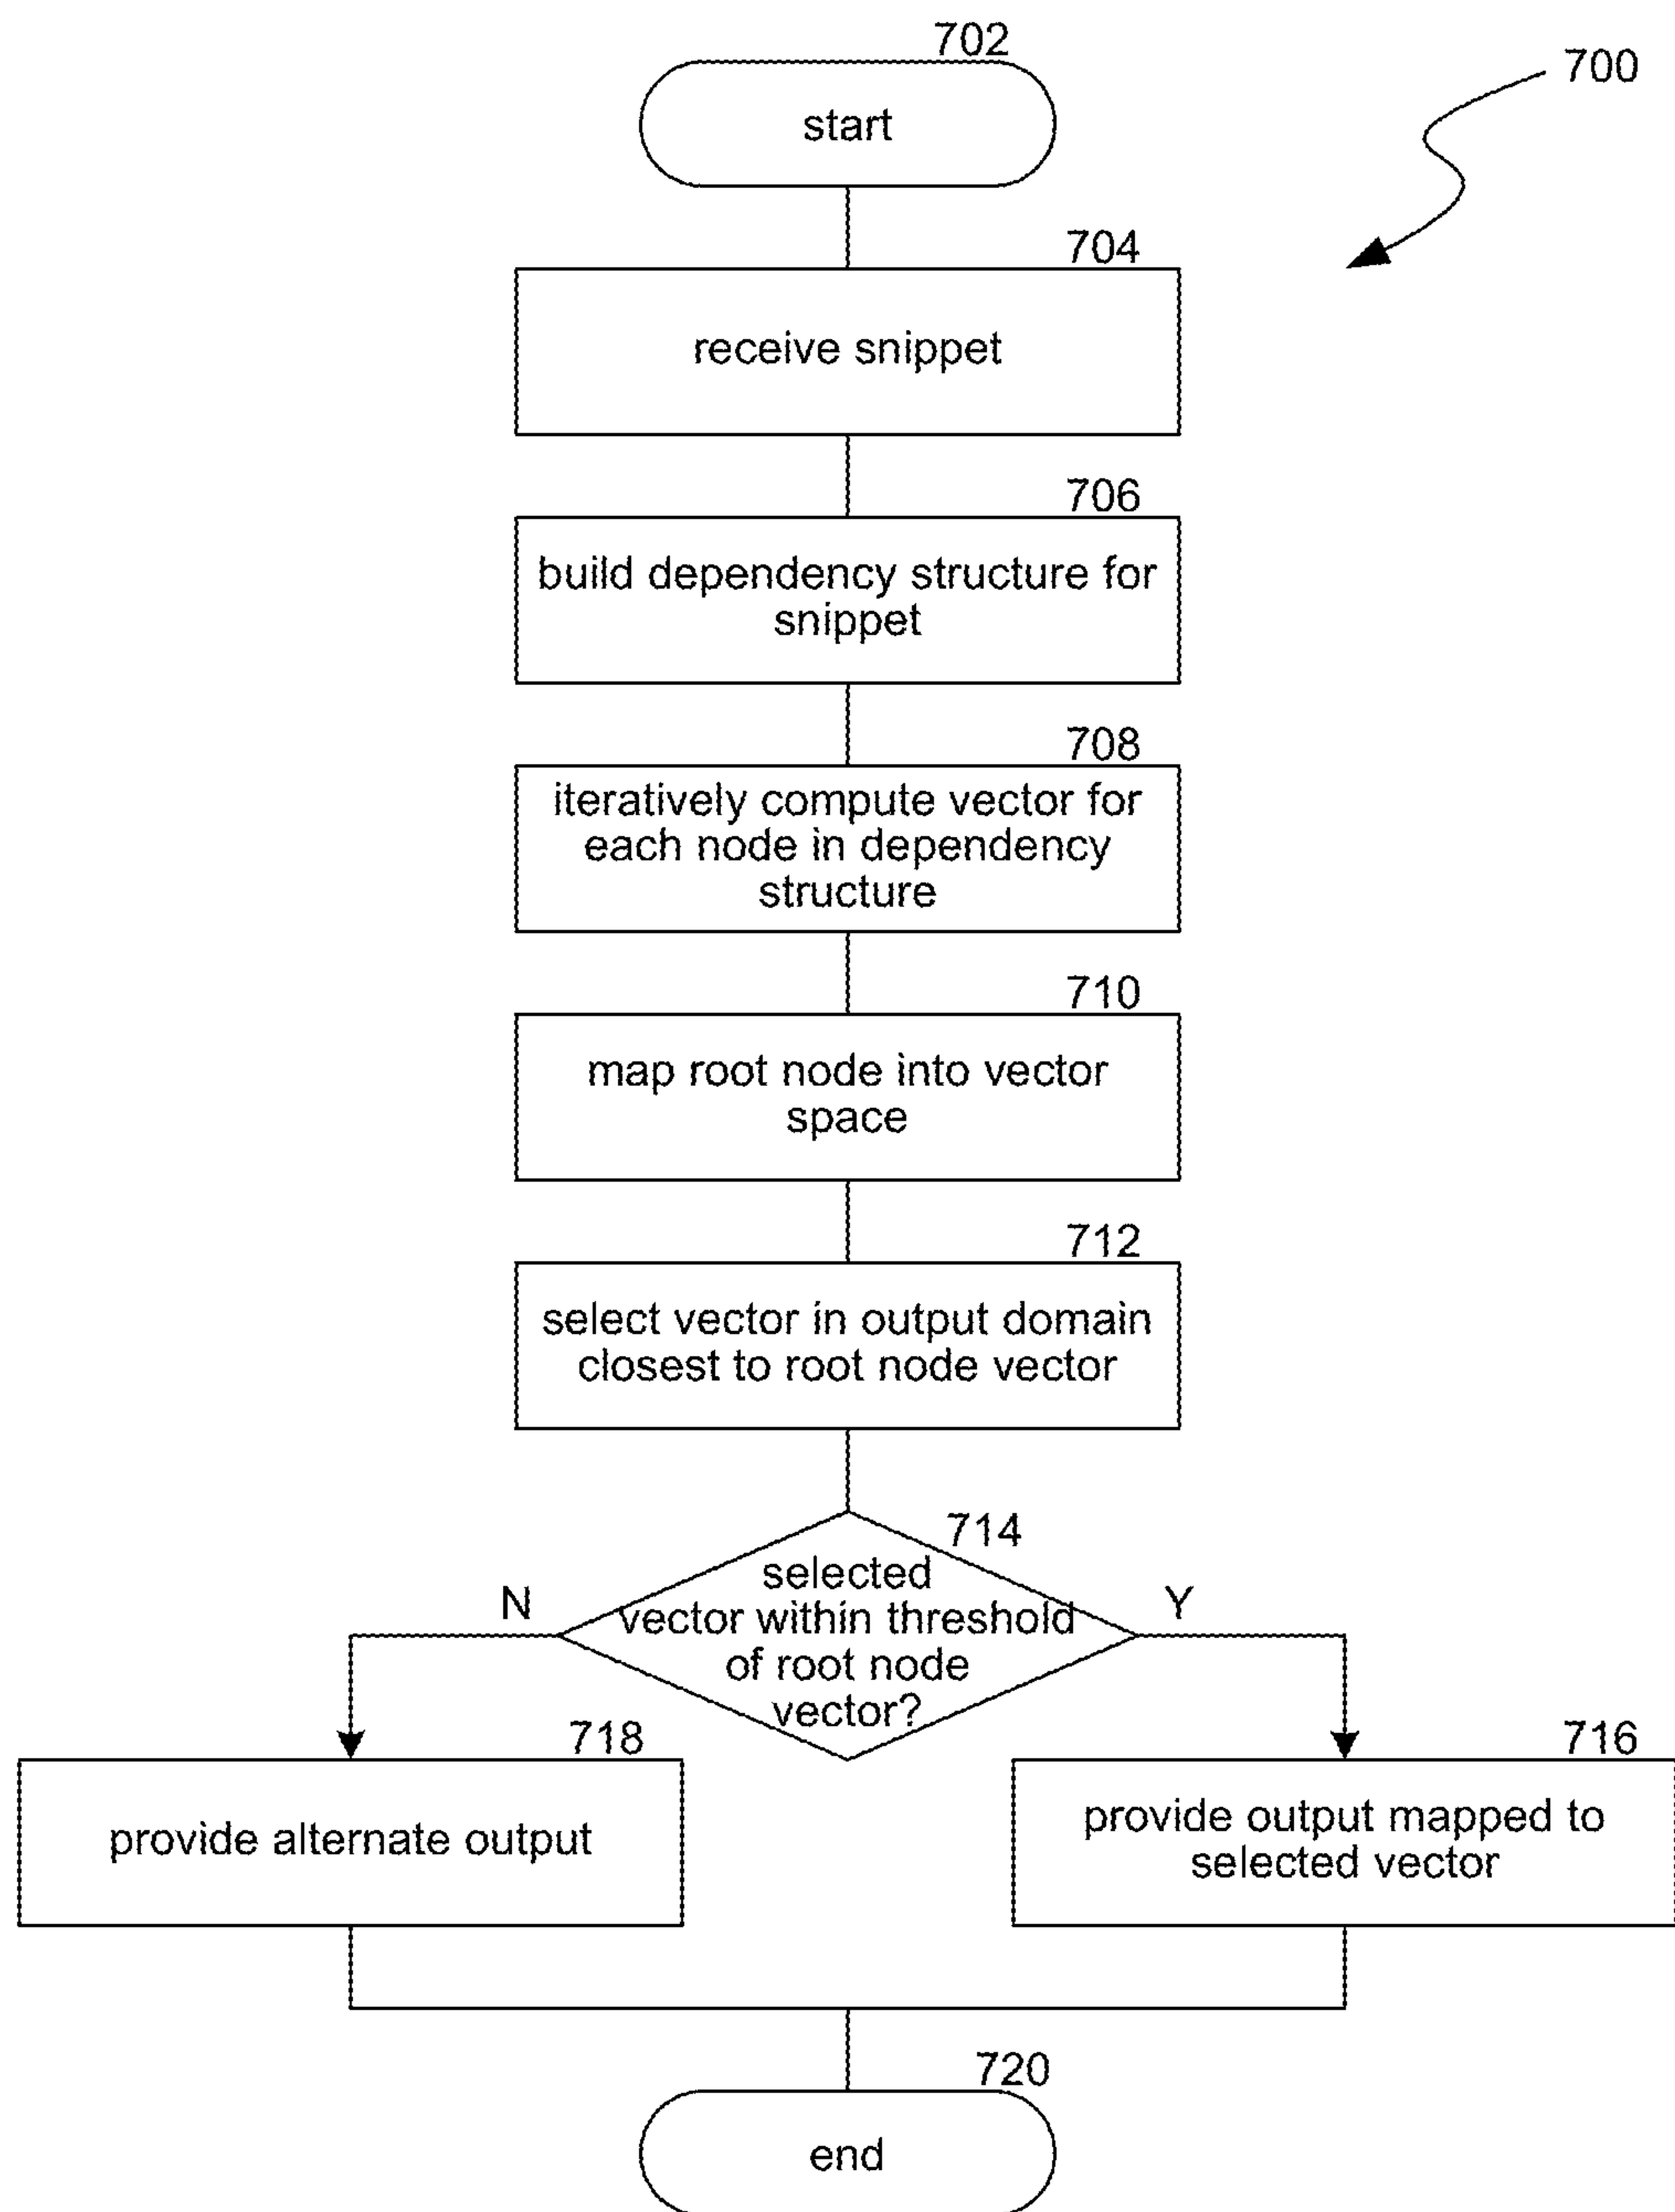 702
700
start
704
receive snippet
706
build dependency structure for
snippet
708
iteratively compute vector for
each node in dependency
structure
710
map root node into vector
space
712
select vector in output domain
closest to root node vector
714
selected
vector within threshold
of root node
vector?
N
Y
718
provide alternate output
716
provide output mapped to
selected vector
720
end